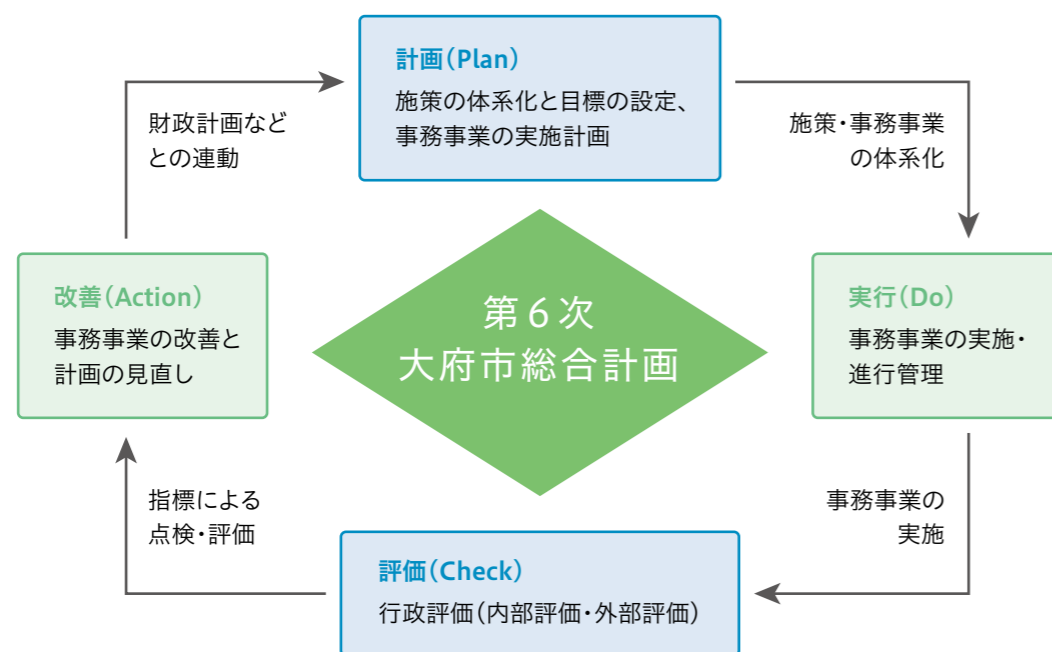 計画（Plan）
施策の体系化と目標の設定、
事務事業の実施計画
財政計画など
との連動
施策・事務事業
の体系化
改善（Action）
事務事業の改善と
計画の見直し
第6次
大府市総合計画
実行（Do）
事務事業の実施・
進行管理
指標による
点検・評価
事務事業の
実施
評価（Check）
行政評価（内部評価・外部評価）